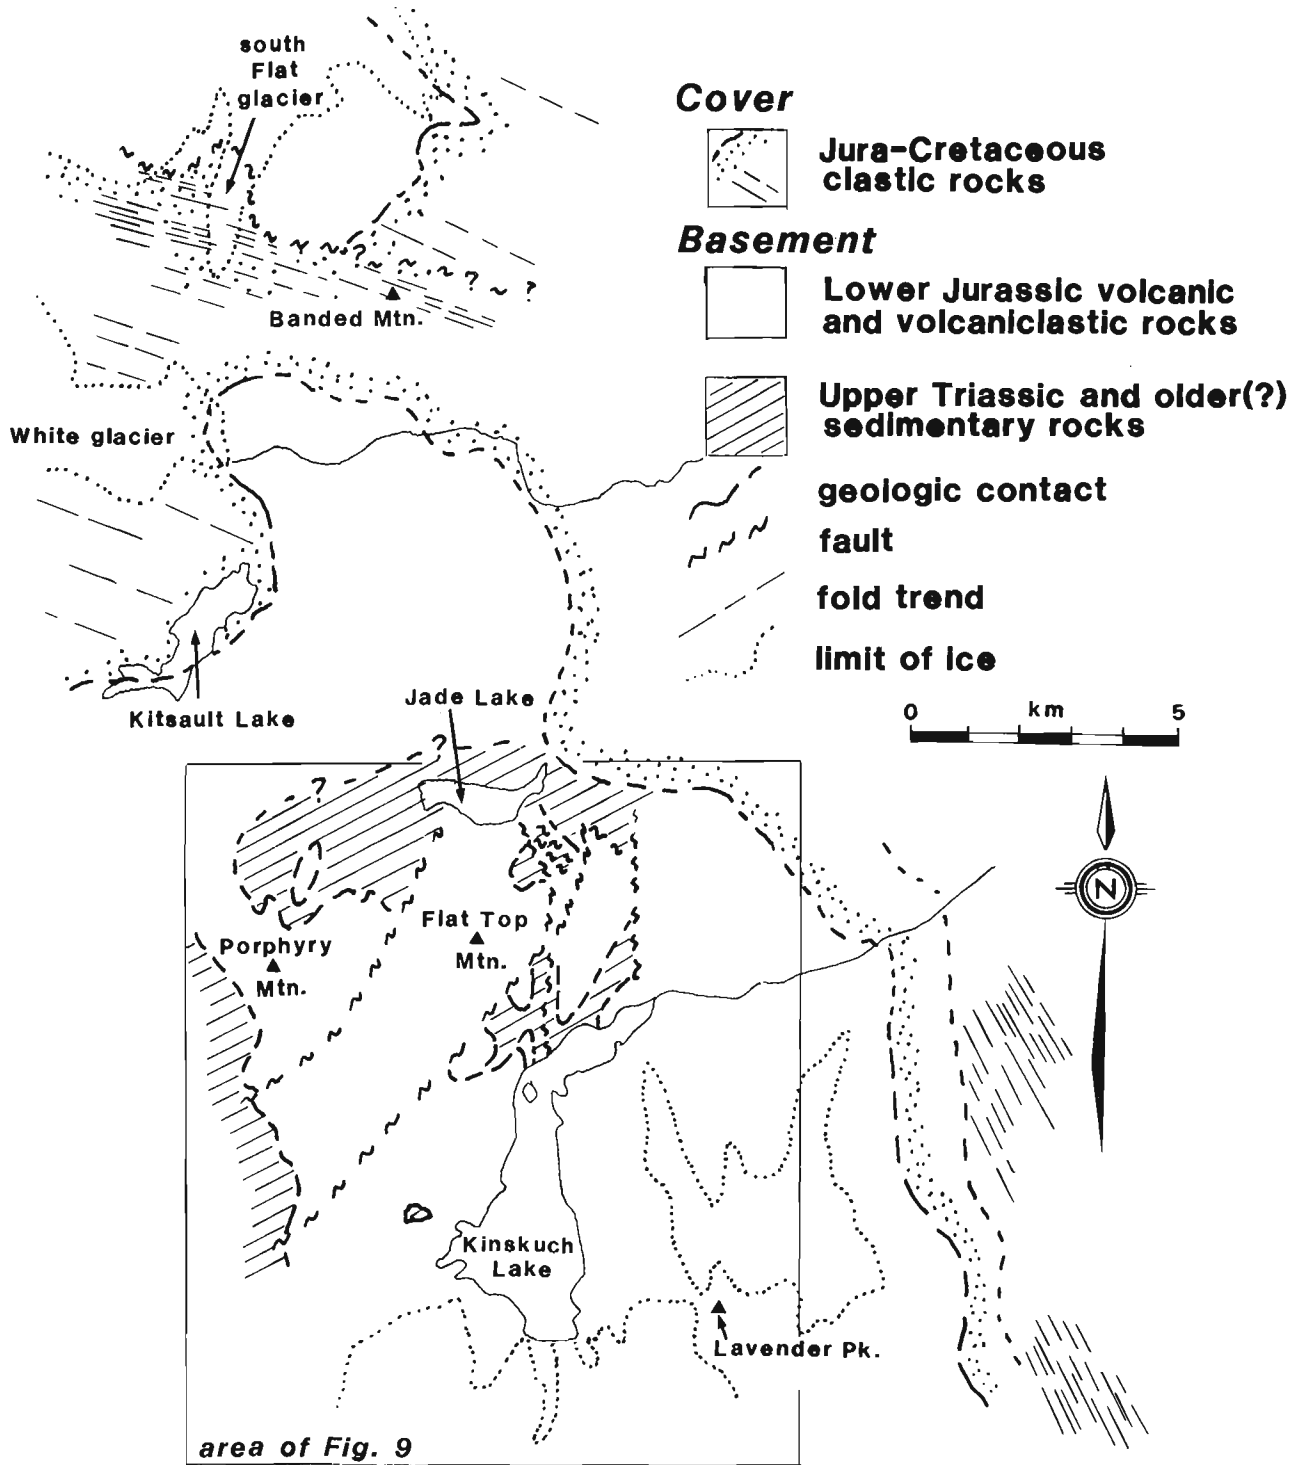 south
Flat
glacier
Banded Mtn.
White glacier
Kitsault Lake
Jade Lake
Cover
Jura-Cretaceous
clastic rocks
Basement
Lower Jurassic volcanic
and volcaniclastic rocks
Upper Triassic and older(?)
sedimentary rocks
geologic contact
fault
fold trend
limit of ice
0 km 5
N
? ? ?
?
?
Flat Top
Mtn.
Porphyry
Mtn.
Kinskuch
Lake
Lavender Pk.
area of Fig. 9